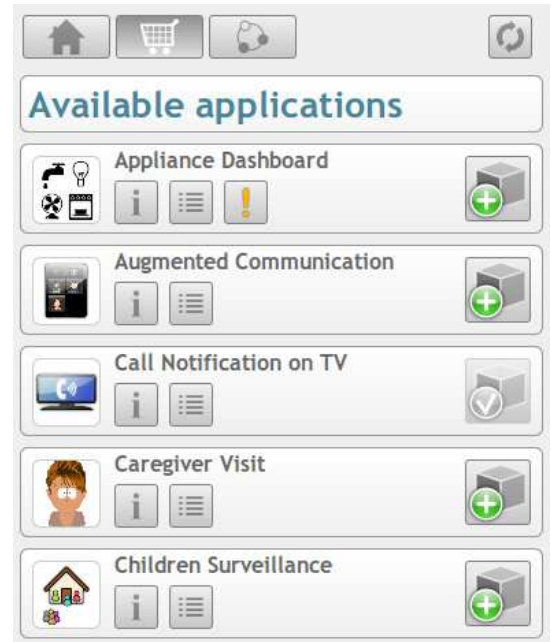 Available applications
Appliance Dashboard
Augmented Communication
Call Notification on TV
Caregiver Visit
Children Surveillance